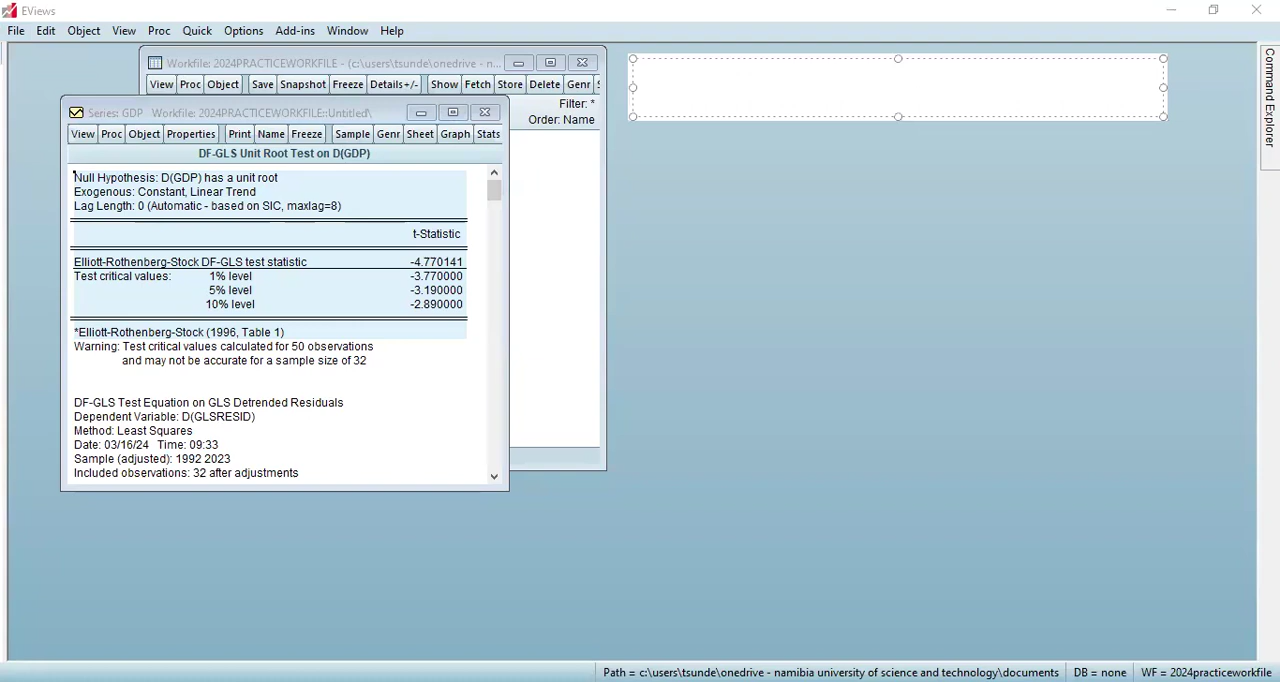 EViews
File Edit Object View Proc Quick Options Add-ins Window Help
Workfile: 2024PRACTICEWORKFILE - (c:\users\tsunde\onedrive - n...
View Proc Object Save Snapshot Freeze Details+/- Show Fetch Store Delete Genr S
Filter: *
Order: Name
Series: GDP Workfile: 2024PRACTICEWORKFILE::Untitled\
View Proc Object Properties Print Name Freeze Sample Genr Sheet Graph Stats
DF-GLS Unit Root Test on D(GDP)
Null Hypothesis: D(GDP) has a unit root
Exogenous: Constant, Linear Trend
Lag Length: 0 (Automatic - based on SIC, maxlag=8)
t-Statistic
Elliott-Rothenberg-Stock DF-GLS test statistic -4.770141
Test critical values: 1% level -3.770000
5% level -3.190000
10% level -2.890000
*Elliott-Rothenberg-Stock (1996, Table 1)
Warning: Test critical values calculated for 50 observations
and may not be accurate for a sample size of 32
DF-GLS Test Equation on GLS Detrended Residuals
Dependent Variable: D(GLSRESID)
Method: Least Squares
Date: 03/16/24 Time: 09:33
Sample (adjusted): 1992 2023
Included observations: 32 after adjustments
Command Explorer
Path = c:\users\tsunde\onedrive - namibia university of science and technology\documents DB = none WF = 2024practiceworkfile